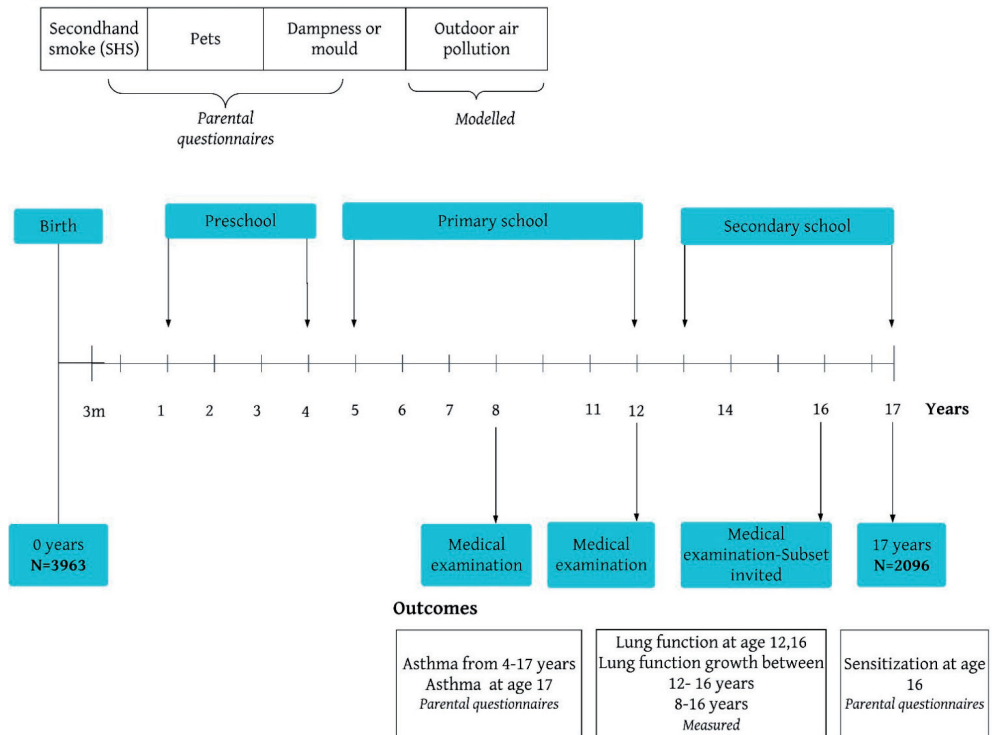 Secondhand
smoke (SHS)
Pets
Dampness or
mould
Outdoor air
pollution
Parental
questionnaires
Modelled
Birth
Preschool
Primary school
Secondary school
3m
1
2
3
4
5
6
7
8
11
12
14
16
17
Years
0 years
N=3963
Medical
examination
Medical
examination
Medical
examination-Subset
invited
17 years
N=2096
Outcomes
Asthma from 4-17 years
Asthma at age 17
Parental questionnaires
Lung function at age 12,16
Lung function growth between
12- 16 years
8-16 years
Measured
Sensitization at age
16
Parental questionnaires